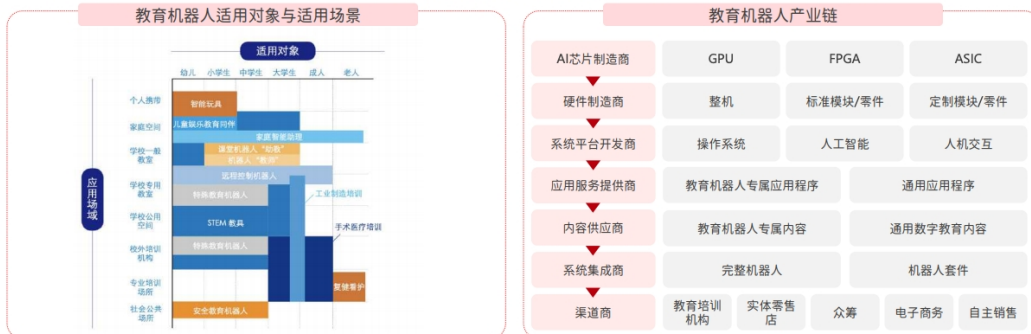 教育机器人适用对象与适用场景
适用对象
幼儿 小学生 中学生 大学生 成人 老人
应用场域
个人携带
智能玩具
家庭空间
儿童娱乐教育同伴
家庭智能助理
学校一般
教室
课堂机器人“助教”
机器人“教师”
远程控制机器人
学校专用
教室
特殊教育机器人
工业制造培训
学校公用
空间
STEM 教具
手术医疗培训
校外培训
机构
特殊教育机器人
专业培训
场所
复健看护
社会公共
场所
安全教育机器人
教育机器人产业链
AI芯片制造商 GPU FPGA ASIC
硬件制造商 整机 标准模块/零件 定制模块/零件
系统平台开发商 操作系统 人工智能 人机交互
应用服务提供商 教育机器人专属应用程序 通用应用程序
内容供应商 教育机器人专属内容 通用数字教育内容
系统集成商 完整机器人 机器人套件
渠道商 教育培训
机构 实体零售
店 众筹 电子商务 自主销售